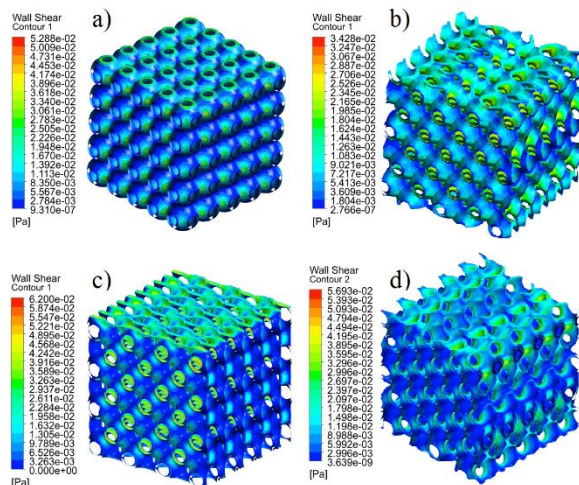 Wall Shear
Contour 1
5.288e-02
5.009e-02
4.731e-02
4.453e-02
4.174e-02
3.896e-02
3.618e-02
3.340e-02
3.061e-02
2.783e-02
2.505e-02
2.226e-02
1.948e-02
1.670e-02
1.392e-02
1.113e-02
8.350e-03
5.567e-03
2.784e-03
9.310e-07
[Pa]
a)
Wall Shear
Contour 1
3.428e-02
3.247e-02
3.067e-02
2.887e-02
2.706e-02
2.526e-02
2.345e-02
2.165e-02
1.985e-02
1.804e-02
1.624e-02
1.443e-02
1.263e-02
1.083e-02
9.021e-03
7.217e-03
5.413e-03
3.609e-03
1.804e-03
2.766e-07
[Pa]
b)
Wall Shear
Contour 1
6.200e-02
5.874e-02
5.547e-02
5.221e-02
4.895e-02
4.568e-02
4.242e-02
3.916e-02
3.589e-02
3.263e-02
2.937e-02
2.611e-02
2.284e-02
1.958e-02
1.632e-02
1.305e-02
9.789e-03
6.526e-03
3.263e-03
0.000e+00
[Pa]
c)
Wall Shear
Contour 2
5.693e-02
5.393e-02
5.093e-02
4.794e-02
4.494e-02
4.195e-02
3.895e-02
3.595e-02
3.296e-02
2.996e-02
2.697e-02
2.397e-02
2.097e-02
1.798e-02
1.498e-02
1.198e-02
8.988e-03
5.992e-03
2.996e-03
3.639e-09
[Pa]
d)